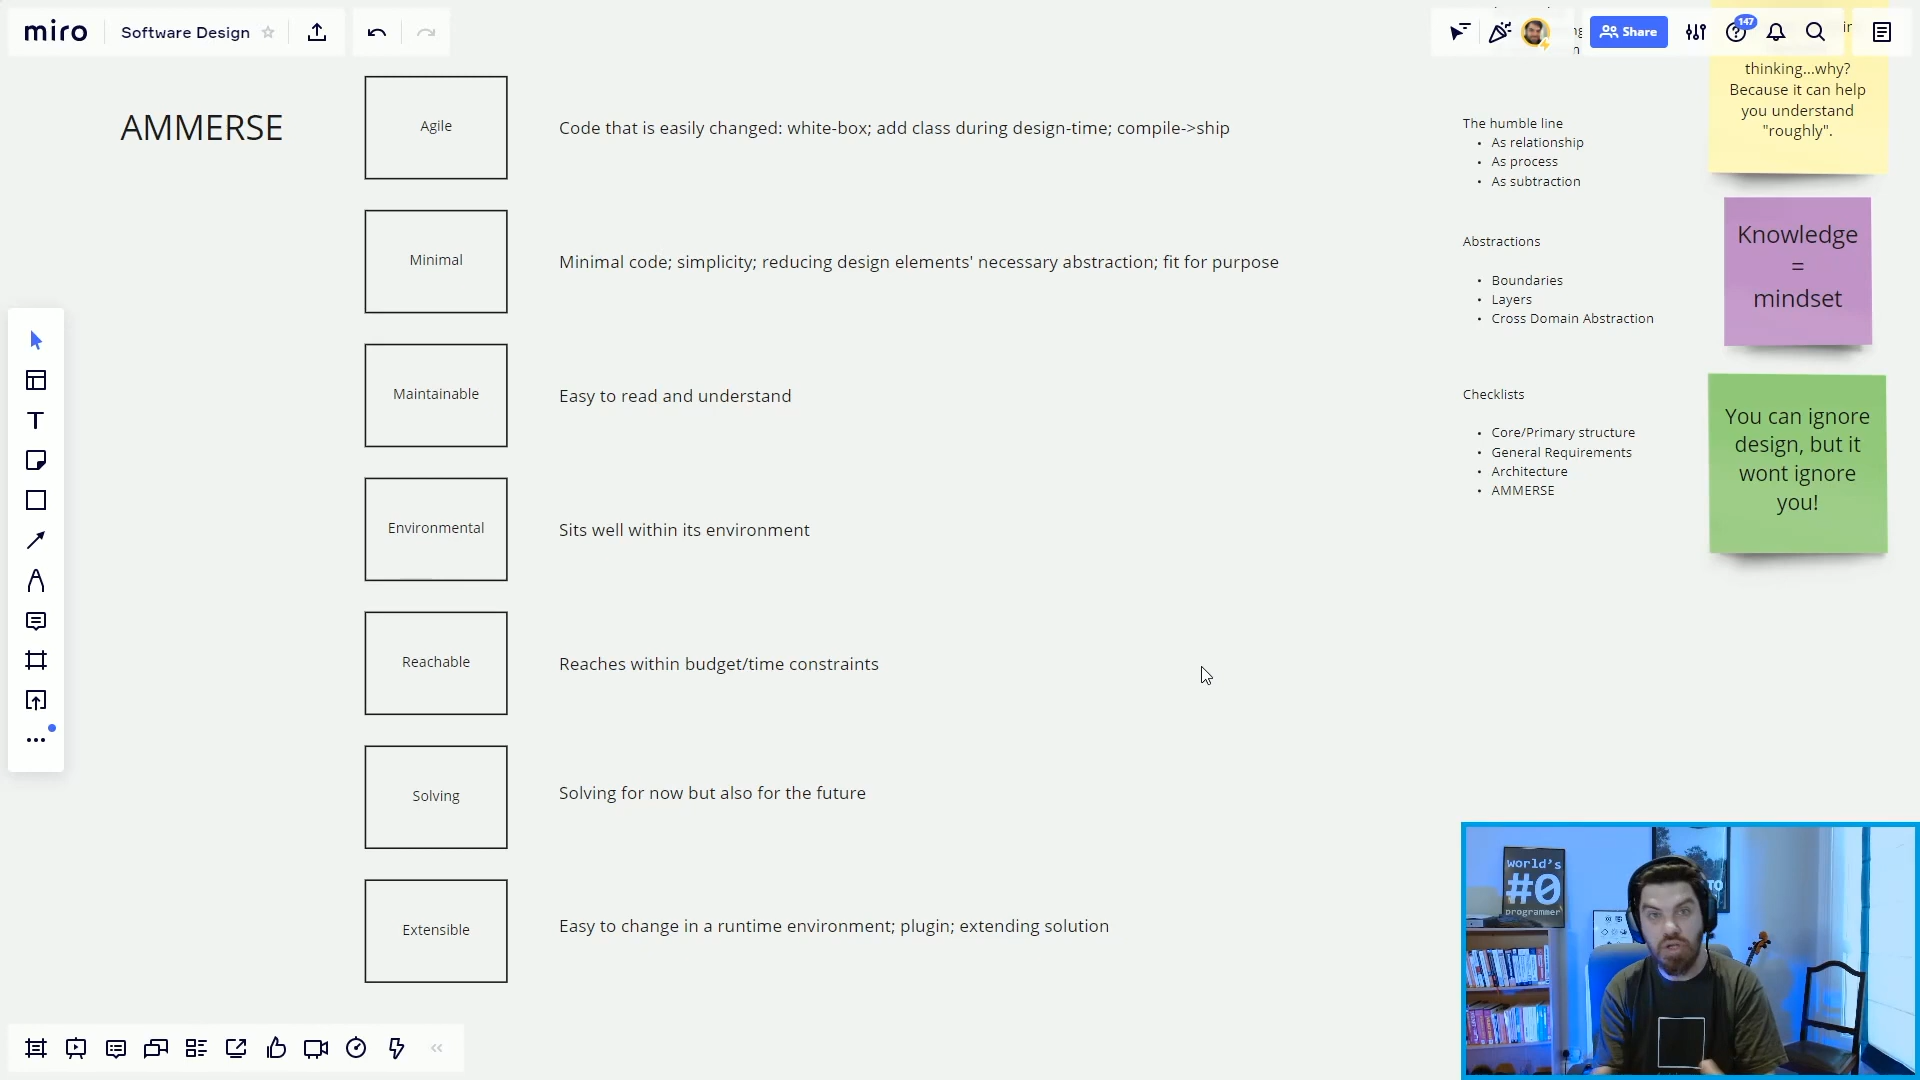 miro
Software Design
Share
147
AMMERSE
Agile
Code that is easily changed: white-box; add class during design-time; compile->ship
Minimal
Minimal code; simplicity; reducing design elements' necessary abstraction; fit for purpose
Maintainable
Easy to read and understand
Environmental
Sits well within its environment
Reachable
Reaches within budget/time constraints
Solving
Solving for now but also for the future
Extensible
Easy to change in a runtime environment; plugin; extending solution
The humble line
• As relationship
• As process
• As subtraction
Abstractions
• Boundaries
• Layers
• Cross Domain Abstraction
Checklists
• Core/Primary structure
• General Requirements
• Architecture
• AMMERSE
thinking...why?
Because it can help
you understand
"roughly".
Knowledge
=
mindset
You can ignore
design, but it
wont ignore
you!
world's
#0
programmer
TO